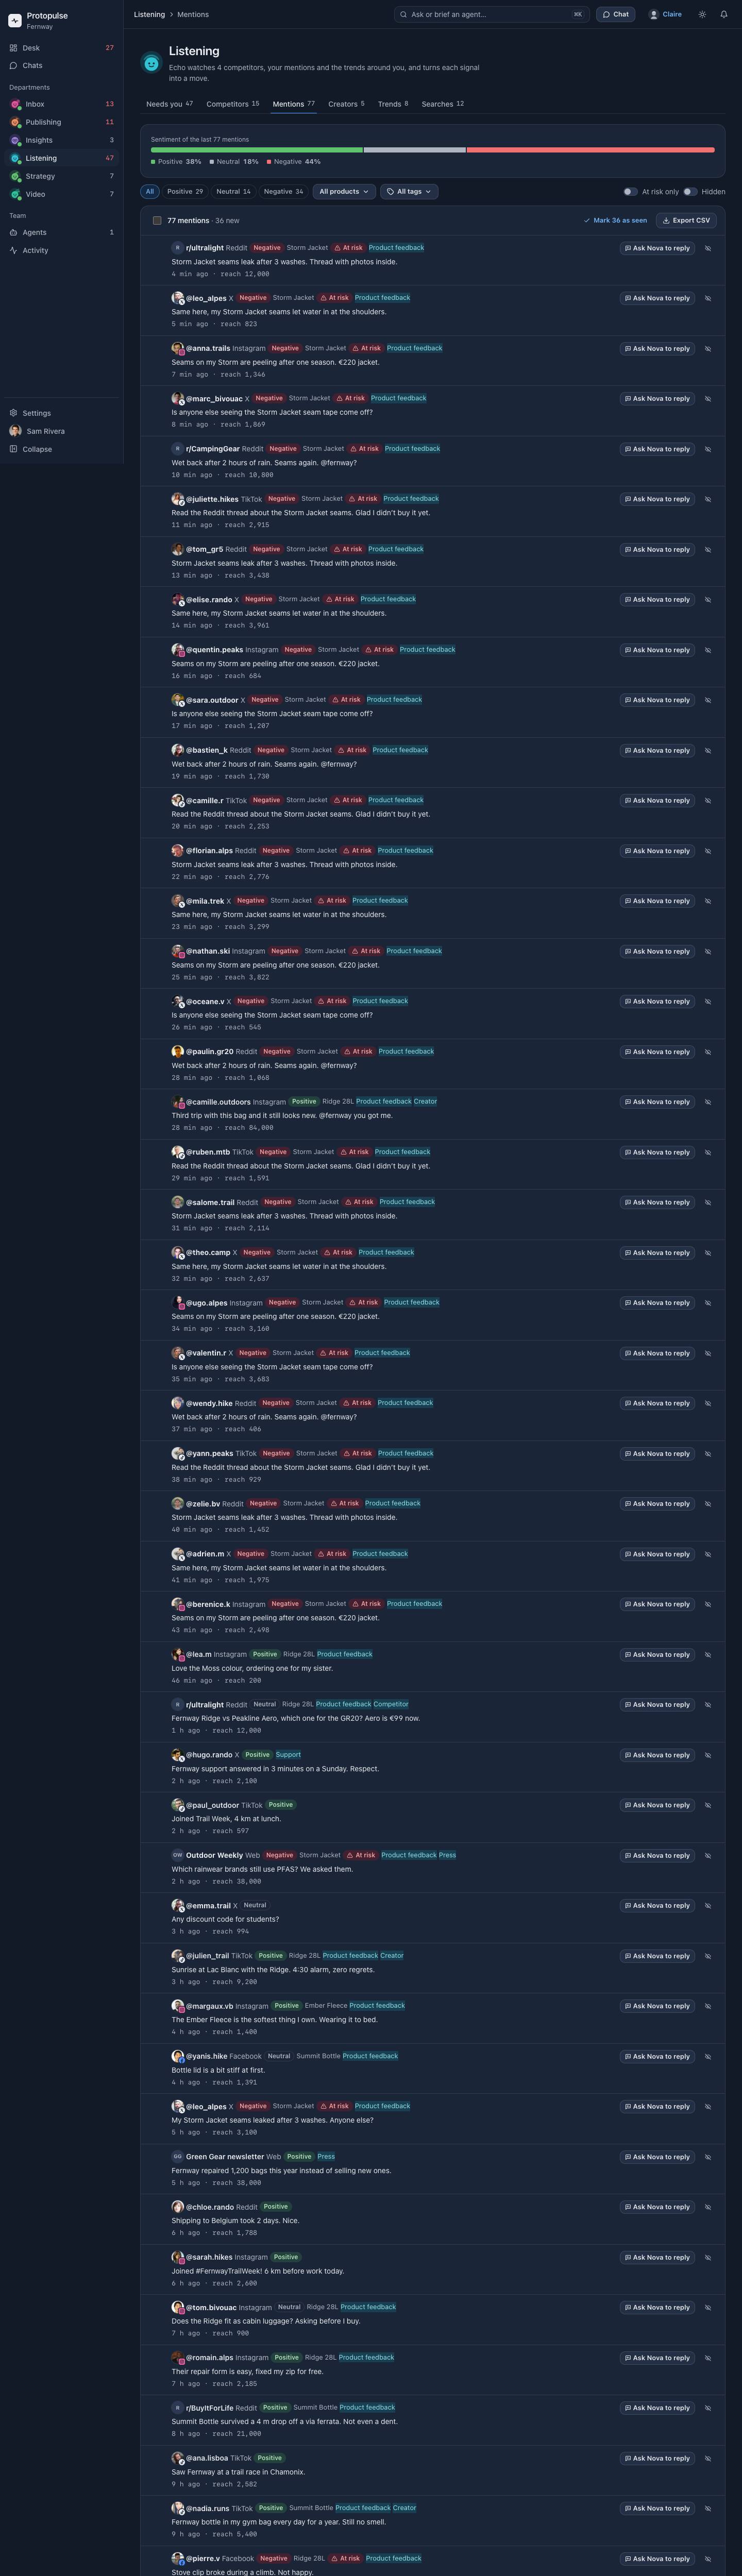 Protopulse
Fernway
Desk 27
Chats
Departments
Inbox 13
Publishing 11
Insights 3
Listening 47
Strategy 7
Video 7
Team
Agents 1
Activity
Settings
Sam Rivera
Collapse
Listening > Mentions
Ask or brief an agent... ⌘K
Chat
Claire
Listening
Echo watches 4 competitors, your mentions and the trends around you, and turns each signal
into a move.
Needs you 47 Competitors 15 Mentions 77 Creators 5 Trends 8 Searches 12
Sentiment of the last 77 mentions
Positive 38% Neutral 18% Negative 44%
All Positive 29 Neutral 14 Negative 34 All products All tags At risk only Hidden
77 mentions · 36 new Mark 36 as seen Export CSV
R r/ultralight Reddit Negative Storm Jacket At risk Product feedback Ask Nova to reply
Storm Jacket seams leak after 3 washes. Thread with photos inside.
4 min ago · reach 12,000
@leo_alpes X Negative Storm Jacket At risk Product feedback Ask Nova to reply
Same here, my Storm Jacket seams let water in at the shoulders.
5 min ago · reach 823
@anna.trails Instagram Negative Storm Jacket At risk Product feedback Ask Nova to reply
Seams on my Storm are peeling after one season. €220 jacket.
7 min ago · reach 1,346
@marc_bivouac X Negative Storm Jacket At risk Product feedback Ask Nova to reply
Is anyone else seeing the Storm Jacket seam tape come off?
8 min ago · reach 1,869
R r/CampingGear Reddit Negative Storm Jacket At risk Product feedback Ask Nova to reply
Wet back after 2 hours of rain. Seams again. @fernway?
10 min ago · reach 10,800
@juliette.hikes TikTok Negative Storm Jacket At risk Product feedback Ask Nova to reply
Read the Reddit thread about the Storm Jacket seams. Glad I didn't buy it yet.
11 min ago · reach 2,915
@tom_gr5 Reddit Negative Storm Jacket At risk Product feedback Ask Nova to reply
Storm Jacket seams leak after 3 washes. Thread with photos inside.
13 min ago · reach 3,438
@elise.rando X Negative Storm Jacket At risk Product feedback Ask Nova to reply
Same here, my Storm Jacket seams let water in at the shoulders.
14 min ago · reach 3,961
@quentin.peaks Instagram Negative Storm Jacket At risk Product feedback Ask Nova to reply
Seams on my Storm are peeling after one season. €220 jacket.
16 min ago · reach 684
@sara.outdoor X Negative Storm Jacket At risk Product feedback Ask Nova to reply
Is anyone else seeing the Storm Jacket seam tape come off?
17 min ago · reach 1,207
@bastien_k Reddit Negative Storm Jacket At risk Product feedback Ask Nova to reply
Wet back after 2 hours of rain. Seams again. @fernway?
19 min ago · reach 1,730
@camille.r TikTok Negative Storm Jacket At risk Product feedback Ask Nova to reply
Read the Reddit thread about the Storm Jacket seams. Glad I didn't buy it yet.
20 min ago · reach 2,253
@florian.alps Reddit Negative Storm Jacket At risk Product feedback Ask Nova to reply
Storm Jacket seams leak after 3 washes. Thread with photos inside.
22 min ago · reach 2,776
@mila.trek X Negative Storm Jacket At risk Product feedback Ask Nova to reply
Same here, my Storm Jacket seams let water in at the shoulders.
23 min ago · reach 3,299
@nathan.ski Instagram Negative Storm Jacket At risk Product feedback Ask Nova to reply
Seams on my Storm are peeling after one season. €220 jacket.
25 min ago · reach 3,822
@oceane.v X Negative Storm Jacket At risk Product feedback Ask Nova to reply
Is anyone else seeing the Storm Jacket seam tape come off?
26 min ago · reach 545
@paulin.gr20 Reddit Negative Storm Jacket At risk Product feedback Ask Nova to reply
Wet back after 2 hours of rain. Seams again. @fernway?
28 min ago · reach 1,068
@camille.outdoors Instagram Positive Ridge 28L Product feedback Creator Ask Nova to reply
Third trip with this bag and it still looks new. @fernway you got me.
28 min ago · reach 84,000
@ruben.mtb TikTok Negative Storm Jacket At risk Product feedback Ask Nova to reply
Read the Reddit thread about the Storm Jacket seams. Glad I didn't buy it yet.
29 min ago · reach 1,591
@salome.trail Reddit Negative Storm Jacket At risk Product feedback Ask Nova to reply
Storm Jacket seams leak after 3 washes. Thread with photos inside.
31 min ago · reach 2,114
@theo.camp X Negative Storm Jacket At risk Product feedback Ask Nova to reply
Same here, my Storm Jacket seams let water in at the shoulders.
32 min ago · reach 2,637
@ugo.alpes Instagram Negative Storm Jacket At risk Product feedback Ask Nova to reply
Seams on my Storm are peeling after one season. €220 jacket.
34 min ago · reach 3,160
@valentin.r X Negative Storm Jacket At risk Product feedback Ask Nova to reply
Is anyone else seeing the Storm Jacket seam tape come off?
35 min ago · reach 3,683
@wendy.hike Reddit Negative Storm Jacket At risk Product feedback Ask Nova to reply
Wet back after 2 hours of rain. Seams again. @fernway?
37 min ago · reach 406
@yann.peaks TikTok Negative Storm Jacket At risk Product feedback Ask Nova to reply
Read the Reddit thread about the Storm Jacket seams. Glad I didn't buy it yet.
38 min ago · reach 929
@zelie.bv Reddit Negative Storm Jacket At risk Product feedback Ask Nova to reply
Storm Jacket seams leak after 3 washes. Thread with photos inside.
40 min ago · reach 1,452
@adrien.m X Negative Storm Jacket At risk Product feedback Ask Nova to reply
Same here, my Storm Jacket seams let water in at the shoulders.
41 min ago · reach 1,975
@berenice.k Instagram Negative Storm Jacket At risk Product feedback Ask Nova to reply
Seams on my Storm are peeling after one season. €220 jacket.
43 min ago · reach 2,498
@lea.m Instagram Positive Ridge 28L Product feedback Ask Nova to reply
Love the Moss colour, ordering one for my sister.
46 min ago · reach 200
R r/ultralight Reddit Neutral Ridge 28L Product feedback Competitor Ask Nova to reply
Fernway Ridge vs Peakline Aero, which one for the GR20? Aero is €99 now.
1 h ago · reach 12,000
@hugo.rando X Positive Support Ask Nova to reply
Fernway support answered in 3 minutes on a Sunday. Respect.
2 h ago · reach 2,100
@paul_outdoor TikTok Positive Ask Nova to reply
Joined Trail Week, 4 km at lunch.
2 h ago · reach 597
OW Outdoor Weekly Web Negative Storm Jacket At risk Product feedback Press Ask Nova to reply
Which rainwear brands still use PFAS? We asked them.
2 h ago · reach 38,000
@emma.trail X Neutral Ask Nova to reply
Any discount code for students?
3 h ago · reach 994
@julien_trail TikTok Positive Ridge 28L Product feedback Creator Ask Nova to reply
Sunrise at Lac Blanc with the Ridge. 4:30 alarm, zero regrets.
3 h ago · reach 9,200
@margaux.vb Instagram Positive Ember Fleece Product feedback Ask Nova to reply
The Ember Fleece is the softest thing I own. Wearing it to bed.
4 h ago · reach 1,400
@yanis.hike Facebook Neutral Summit Bottle Product feedback Ask Nova to reply
Bottle lid is a bit stiff at first.
4 h ago · reach 1,391
@leo_alpes X Negative Storm Jacket At risk Product feedback Ask Nova to reply
My Storm Jacket seams leaked after 3 washes. Anyone else?
5 h ago · reach 3,100
GG Green Gear newsletter Web Positive Press Ask Nova to reply
Fernway repaired 1,200 bags this year instead of selling new ones.
5 h ago · reach 38,000
@chloe.rando Reddit Positive Ask Nova to reply
Shipping to Belgium took 2 days. Nice.
6 h ago · reach 1,788
@sarah.hikes Instagram Positive Ask Nova to reply
Joined #FernwayTrailWeek! 6 km before work today.
6 h ago · reach 2,600
@tom.bivouac Instagram Neutral Ridge 28L Product feedback Ask Nova to reply
Does the Ridge fit as cabin luggage? Asking before I buy.
7 h ago · reach 900
@romain.alps Instagram Positive Ridge 28L Product feedback Ask Nova to reply
Their repair form is easy, fixed my zip for free.
7 h ago · reach 2,185
R r/BuyItForLife Reddit Positive Summit Bottle Product feedback Ask Nova to reply
Summit Bottle survived a 4 m drop off a via ferrata. Not even a dent.
8 h ago · reach 21,000
@ana.lisboa TikTok Positive Ask Nova to reply
Saw Fernway at a trail race in Chamonix.
9 h ago · reach 2,582
@nadia.runs TikTok Positive Summit Bottle Product feedback Creator Ask Nova to reply
Fernway bottle in my gym bag every day for a year. Still no smell.
9 h ago · reach 5,400
@pierre.v Facebook Negative Ridge 28L At risk Product feedback Ask Nova to reply
Stove clip broke during a climb. Not happy.